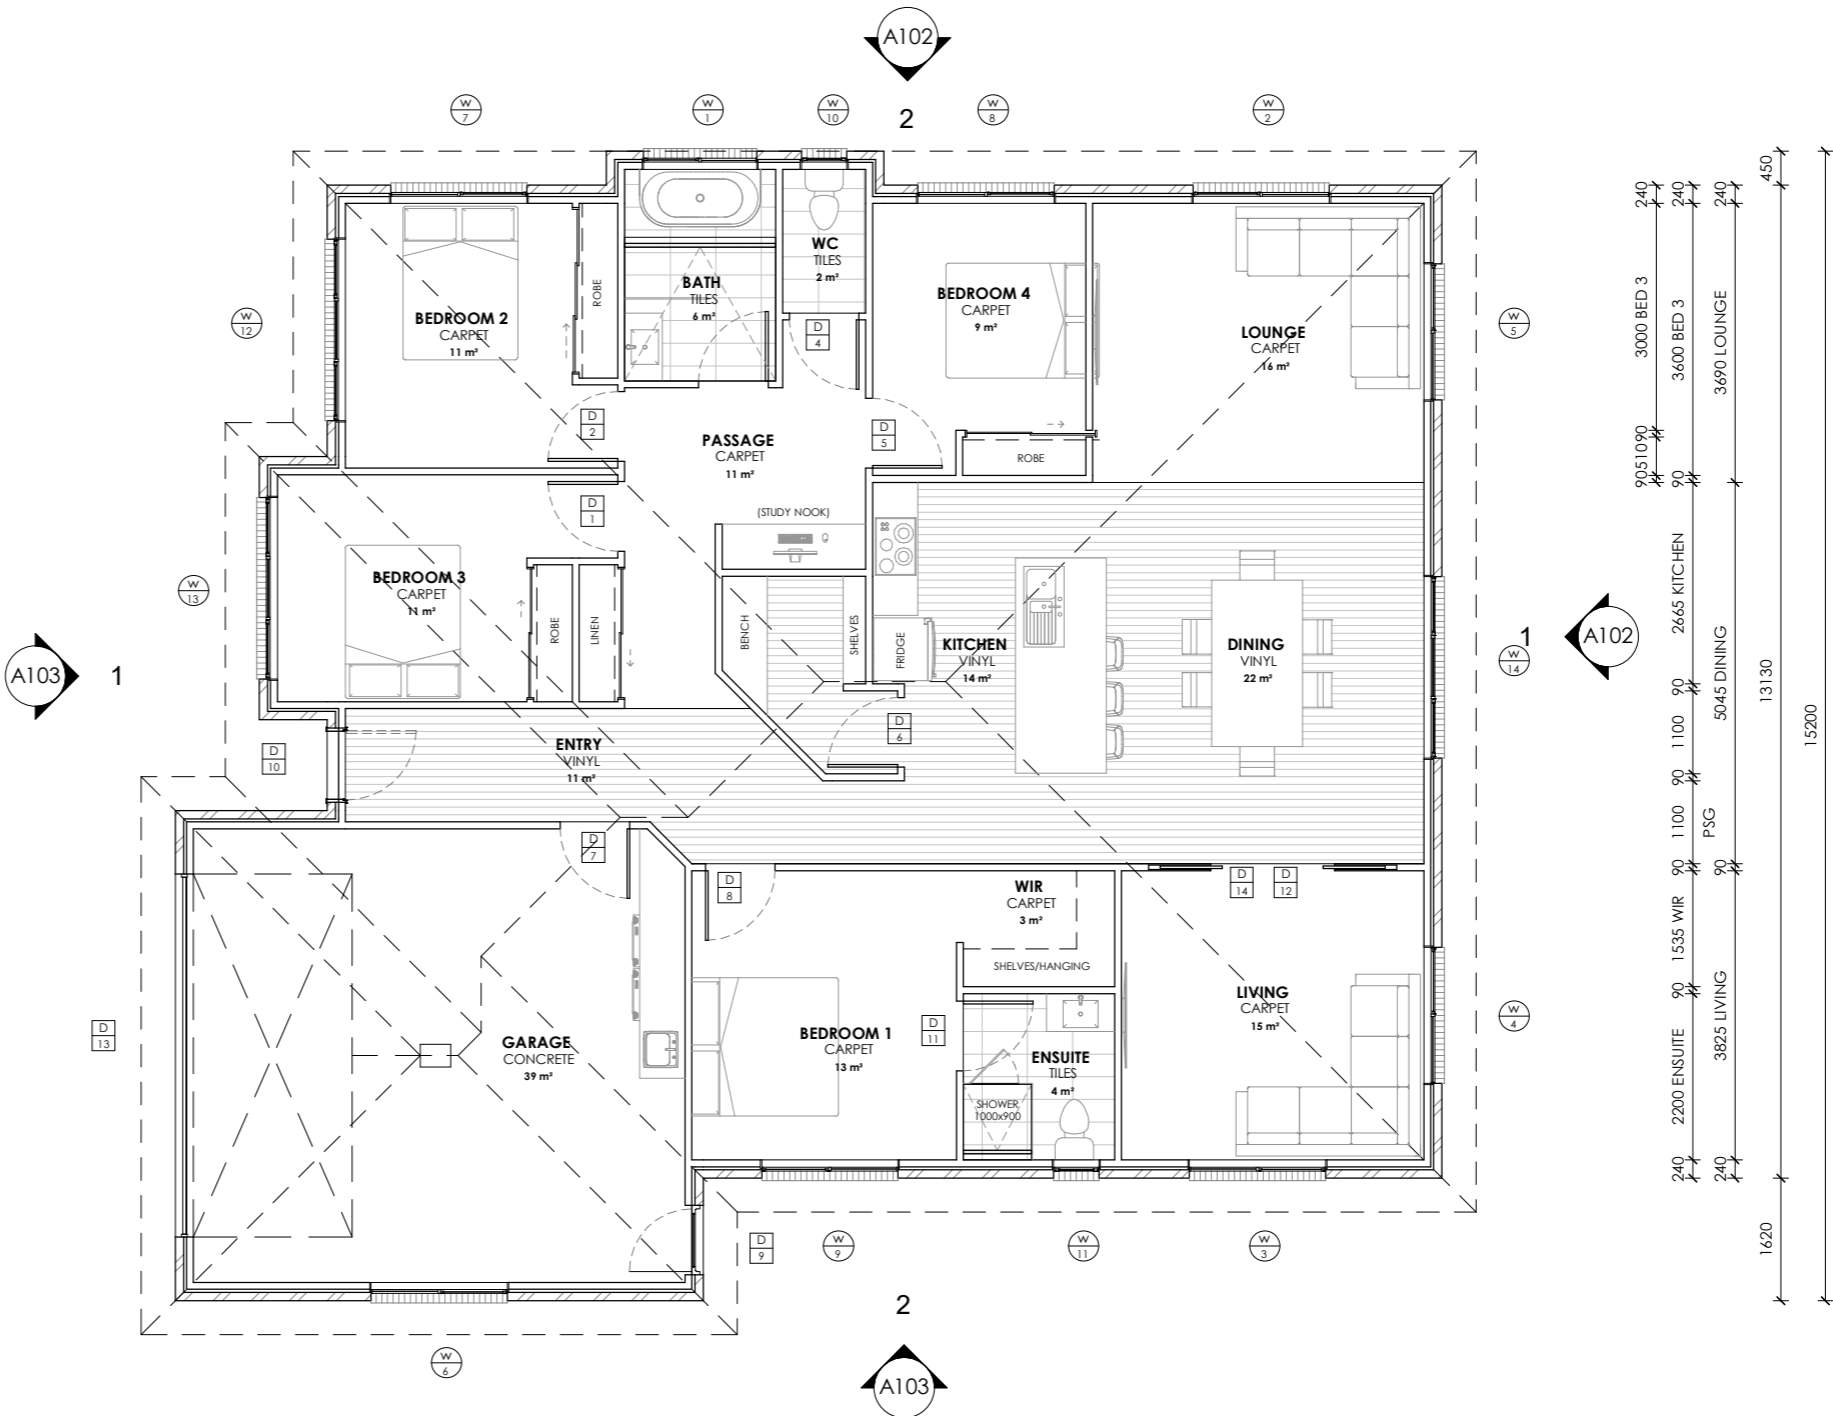 A102
2
W
7
W
1
W
10
W
8
W
2
W
12
W
13
W
5
W
14
W
4
BEDROOM 2
CARPET
11 m²
ROBE
BATH
TILES
6 m²
WC
TILES
2 m²
D
4
BEDROOM 4
CARPET
9 m²
ROBE
LOUNGE
CARPET
16 m²
D
2
D
5
PASSAGE
CARPET
11 m²
D
1
(STUDY NOOK)
BEDROOM 3
CARPET
11 m²
ROBE
LINEN
BENCH
SHELVES
FRIDGE
KITCHEN
VINYL
14 m²
DINING
VINYL
22 m²
A103
1
1
A102
D
10
ENTRY
VINYL
11 m²
D
6
D
7
D
8
WIR
CARPET
3 m²
SHELVES/HANGING
D
14
D
12
D
13
GARAGE
CONCRETE
39 m²
BEDROOM 1
CARPET
13 m²
D
11
ENSUITE
TILES
4 m²
SHOWER
1000x900
LIVING
CARPET
15 m²
D
9
W
9
W
11
W
3
W
6
2
A103
240
3000 BED 3
90
510
90
240
3600 BED 3
90
2665 KITCHEN
90
1100
90
1100
90
1535 WIR
90
2200 ENSUITE
240
240
3690 LOUNGE
5045 DINING
PSG
90
3825 LIVING
240
450
13130
1620
15200